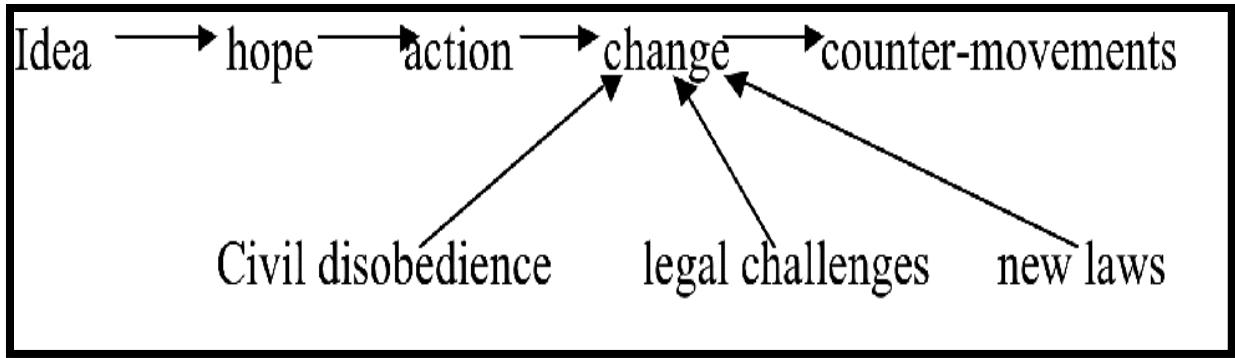 Idea hope action change counter-movements
Civil disobedience legal challenges new laws